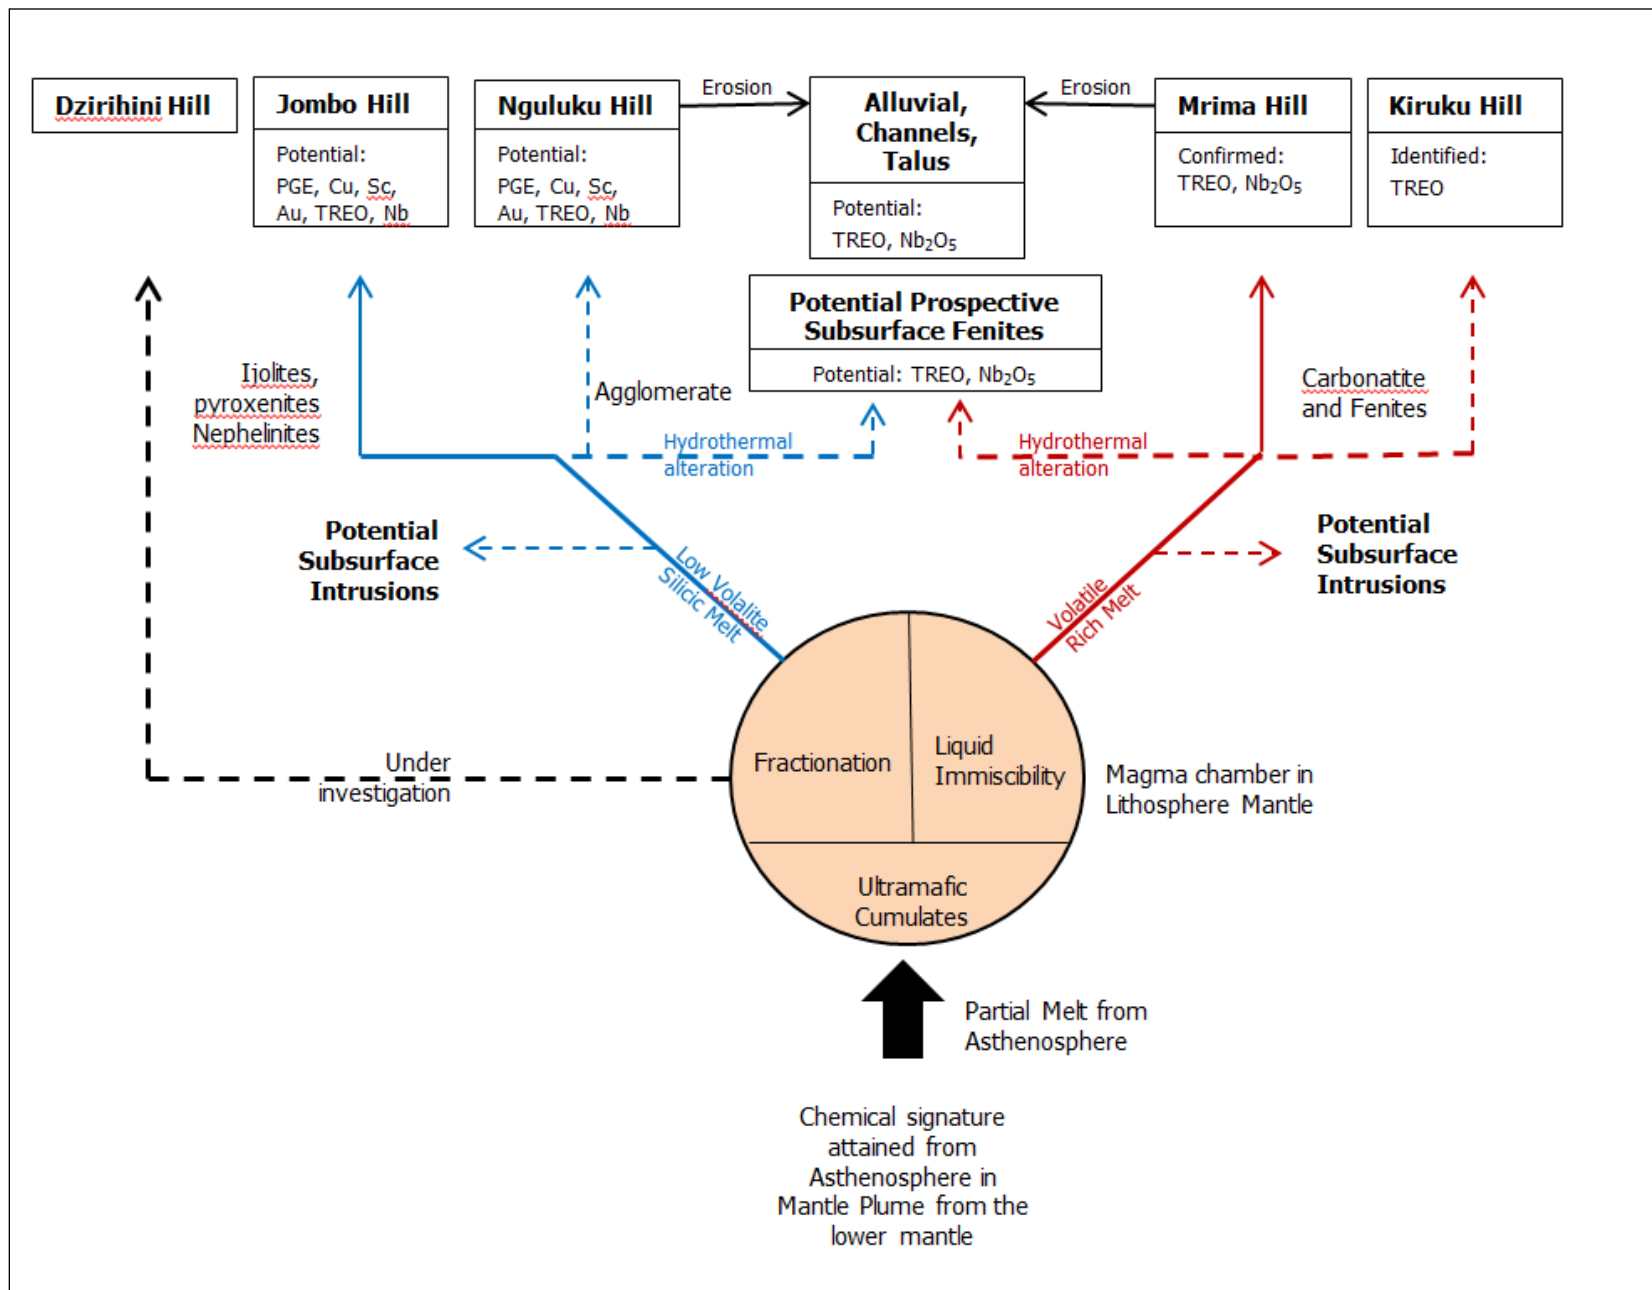 Dzirihini Hill
Jombo Hill
Potential:
PGE, Cu, Sc,
Au, TREO, Nb
Nguluku Hill
Potential:
PGE, Cu, Sc,
Au, TREO, Nb
Erosion
Alluvial,
Channels,
Talus
Potential:
TREO, Nb₂O₅
Erosion
Mrima Hill
Confirmed:
TREO, Nb₂O₅
Kiruku Hill
Identified:
TREO
Potential Prospective
Subsurface Fenites
Potential: TREO, Nb₂O₅
Ijolites,
pyroxenites
Nephelinites
Agglomerate
Carbonatite
and Fenites
Hydrothermal
alteration
Hydrothermal
alteration
Potential
Subsurface
Intrusions
Potential
Subsurface
Intrusions
Low Volalite
Silicic Melt
Volatile
Rich Melt
Under
investigation
Fractionation
Liquid
Immiscibility
Ultramafic
Cumulates
Magma chamber in
Lithosphere Mantle
Partial Melt from
Asthenosphere
Chemical signature
attained from
Asthenosphere in
Mantle Plume from the
lower mantle